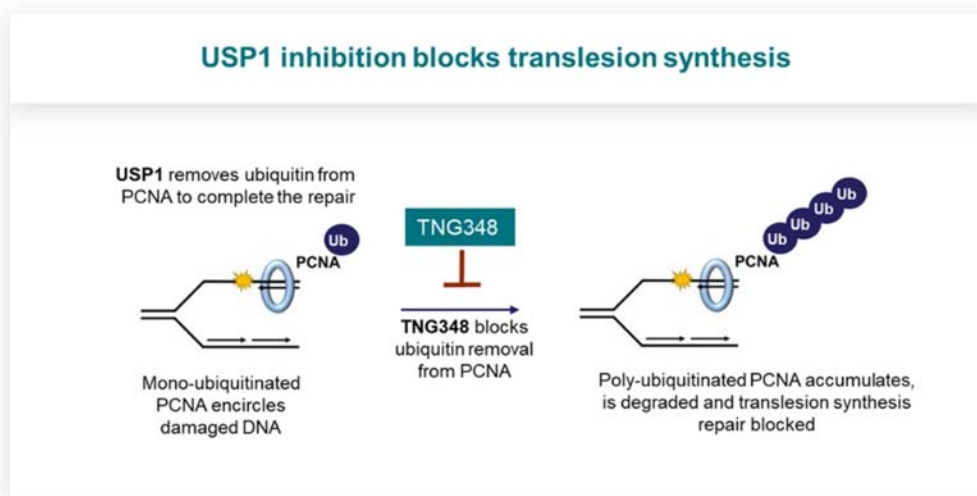 USP1 inhibition blocks translesion synthesis
USP1 removes ubiquitin from
PCNA to complete the repair
Ub
PCNA
Mono-ubiquitinated
PCNA encircles
damaged DNA
TNG348
TNG348 blocks
ubiquitin removal
from PCNA
Ub
Ub
Ub
Ub
PCNA
Poly-ubiquitinated PCNA accumulates,
is degraded and translesion synthesis
repair blocked